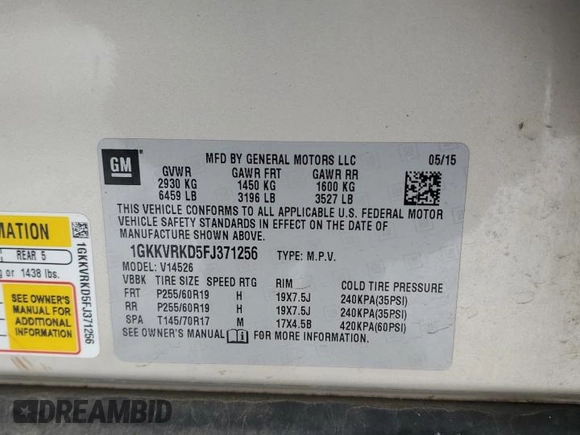 GM
MFD BY GENERAL MOTORS LLC 05/15
GVWR GAWR FRT GAWR RR
2930 KG 1450 KG 1600 KG
6459 LB 3196 LB 3527 LB
THIS VEHICLE CONFORMS TO ALL APPLICABLE U.S. FEDERAL MOTOR
VEHICLE SAFETY STANDARDS IN EFFECT ON THE DATE OF
MANUFACTURE SHOWN ABOVE.
1GKKVRKD5FJ371256 TYPE: M.P.V.
MODEL: V14526
VBBK TIRE SIZE SPEED RTG RIM COLD TIRE PRESSURE
FRT P255/60R19 H 19X7.5J 240KPA(35PSI)
RR P255/60R19 H 19X7.5J 240KPA(35PSI)
SPA T145/70R17 M 17X4.5B 420KPA(60PSI)
SEE OWNER'S MANUAL FOR ADDITIONAL INFORMATION.
RMATION
REAR 5
or 1438 lbs.
SEE OWNER'S
MANUAL FOR
ADDITIONAL
INFORMATION
1GKKVRKD5FJ371256
DREAMBID